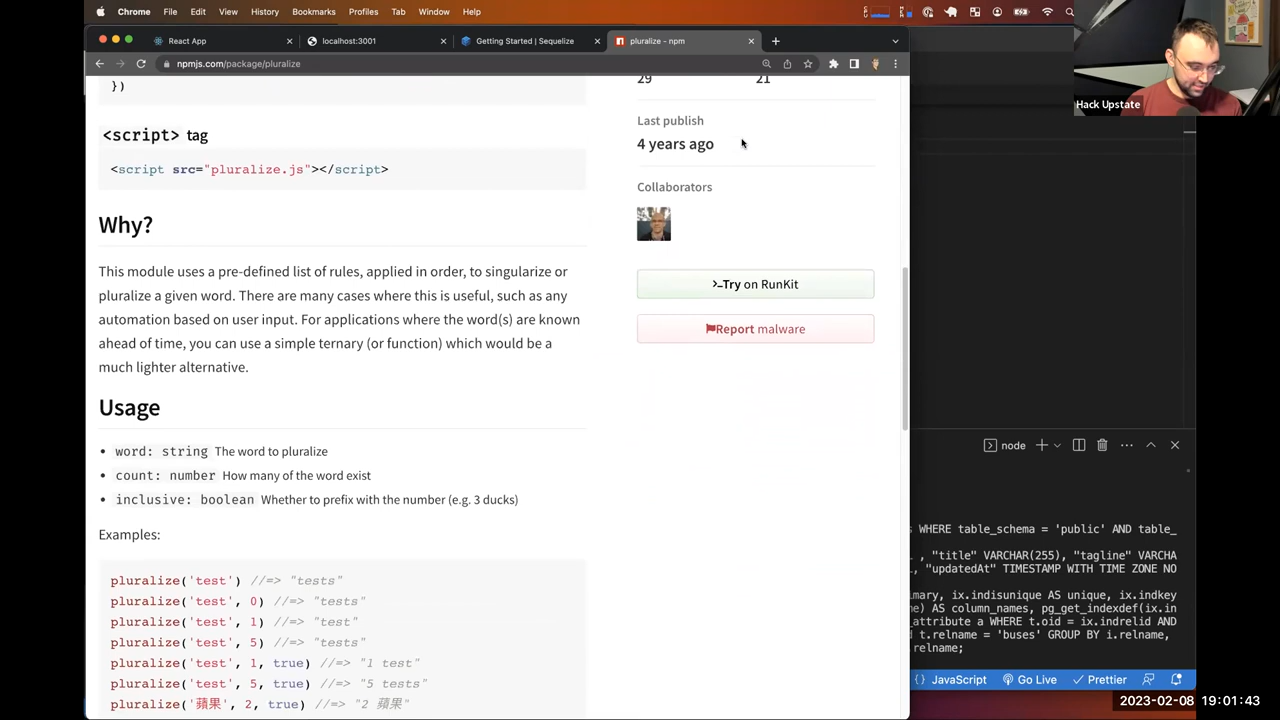 Chrome File Edit View History Bookmarks Profiles Tab Window Help
React App
localhost:3001
Getting Started | Sequelize
pluralize - npm
npmjs.com/package/pluralize
Hack Upstate
})
29 21
Last publish
4 years ago
<script> tag
<script src="pluralize.js"></script>
Collaborators
Why?
This module uses a pre-defined list of rules, applied in order, to singularize or
pluralize a given word. There are many cases where this is useful, such as any
automation based on user input. For applications where the word(s) are known
ahead of time, you can use a simple ternary (or function) which would be a
much lighter alternative.
Try on RunKit
Report malware
Usage
word: string The word to pluralize
count: number How many of the word exist
inclusive: boolean Whether to prefix with the number (e.g. 3 ducks)
Examples:
pluralize('test') //=> "tests"
pluralize('test', 0) //=> "tests"
pluralize('test', 1) //=> "test"
pluralize('test', 5) //=> "tests"
pluralize('test', 1, true) //=> "1 test"
pluralize('test', 5, true) //=> "5 tests"
pluralize('蘋果', 2, true) //=> "2 蘋果"
node
WHERE table_schema = 'public' AND table_
, "title" VARCHAR(255), "tagline" VARCHA
, "updatedAt" TIMESTAMP WITH TIME ZONE NO
imary, ix.indisunique AS unique, ix.indkey
) AS column_names, pg_get_indexdef(ix.in
_attribute a WHERE t.oid = ix.indrelid AND
d t.relname = 'buses' GROUP BY i.relname,
relname;
{} JavaScript Go Live Prettier
2023-02-08 19:01:43